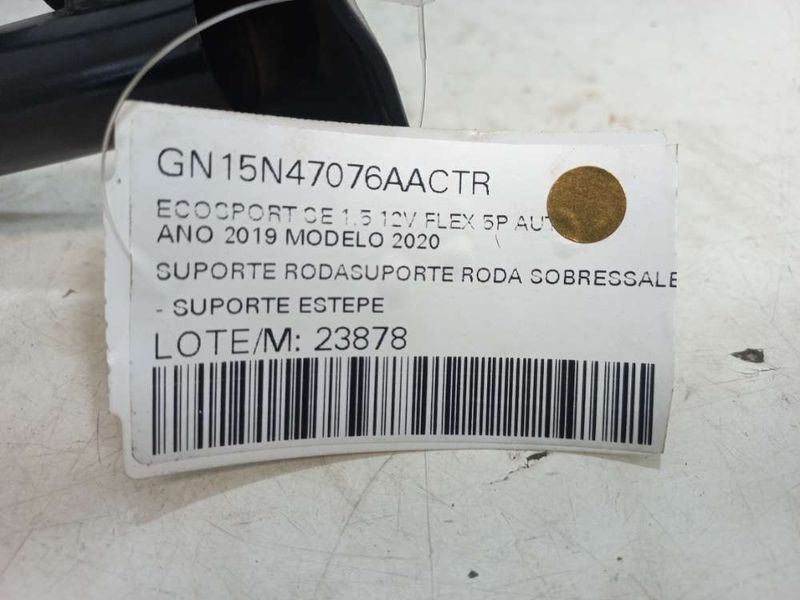 GN15N47076AACTR
ECOSPORT SE 1.5 12V FLEX 5P AUT
ANO 2019 MODELO 2020
SUPORTE RODASUPORTE RODA SOBRESSALE
- SUPORTE ESTEPE
LOTE/M: 23878